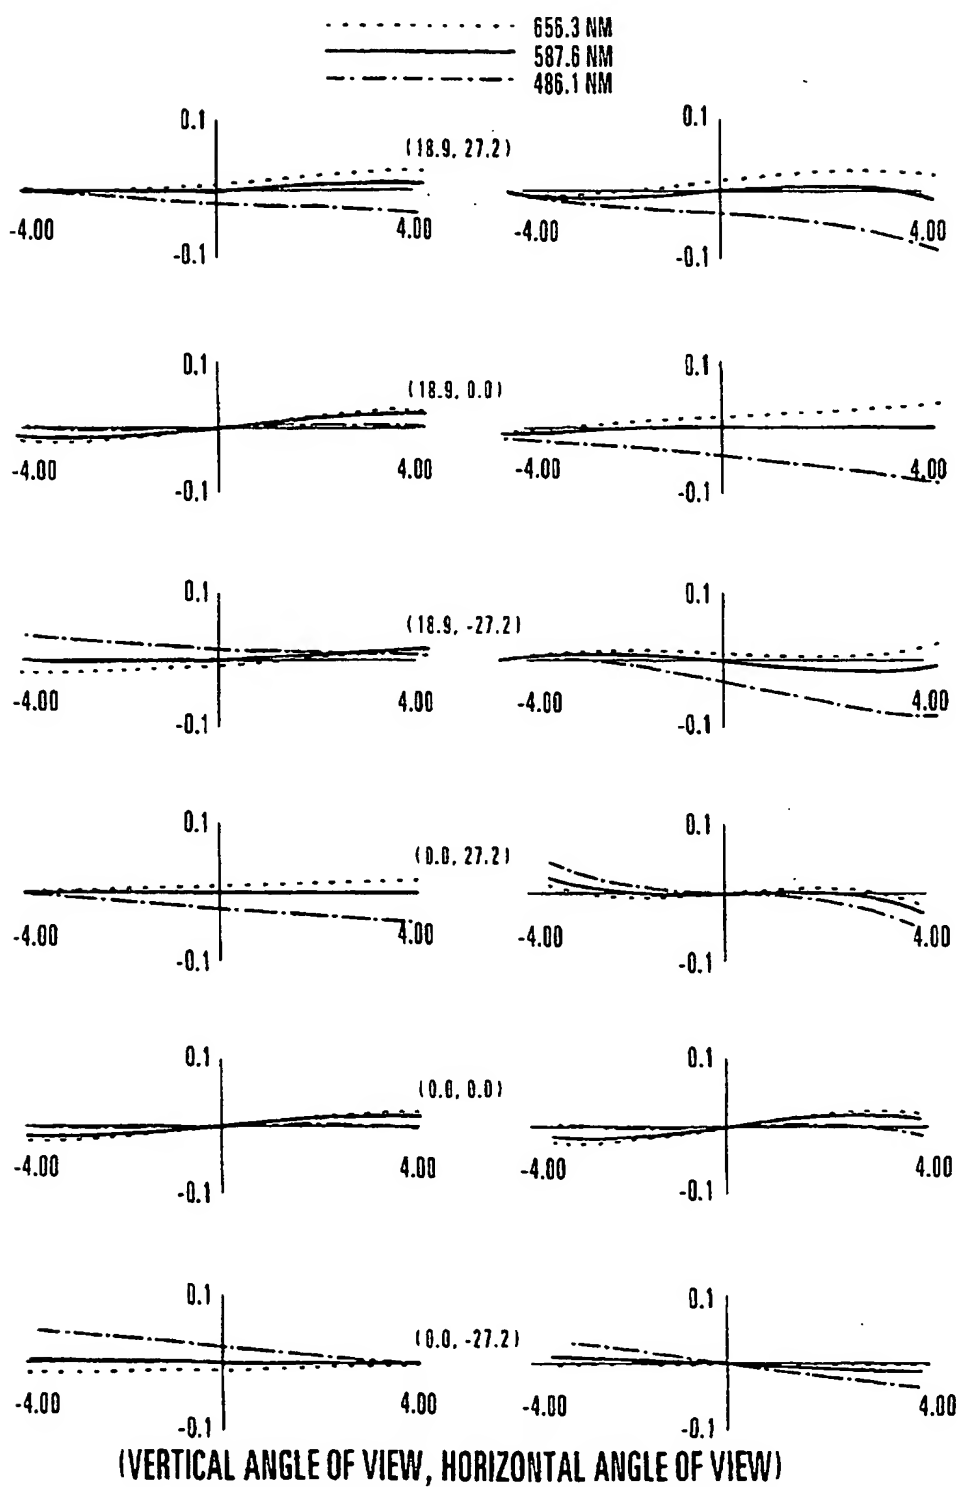 656.3 NM
587.6 NM
486.1 NM
0.1 0.1
(18.9, 27.2)
-4.00 4.00 -4.00 4.00
-0.1 -0.1
0.1 0.1
(18.9, 0.0)
-4.00 4.00 -4.00 4.00
-0.1 -0.1
0.1 0.1
(18.9, -27.2)
-4.00 4.00 -4.00 4.00
-0.1 -0.1
0.1 0.1
(0.0, 27.2)
-4.00 4.00 -4.00 4.00
-0.1 -0.1
0.1 0.1
(0.0, 0.0)
-4.00 4.00 -4.00 4.00
-0.1 -0.1
0.1 0.1
(0.0, -27.2)
-4.00 4.00 -4.00 4.00
-0.1 -0.1
(VERTICAL ANGLE OF VIEW, HORIZONTAL ANGLE OF VIEW)